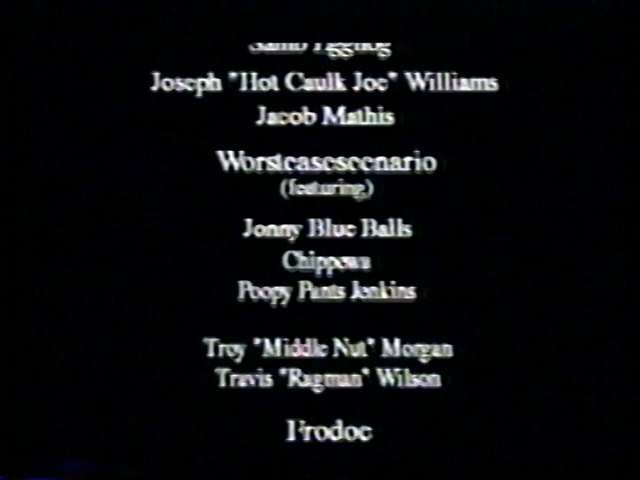 Joseph "Hot Caulk Joe" Williams
Jacob Mathis
Worstcasescenario
(featuring)
Jonny Blue Balls
Chippowa
Poopy Pants Jenkins
Troy "Middle Nut" Morgan
Travis "Ragman" Wilson
Frodoe